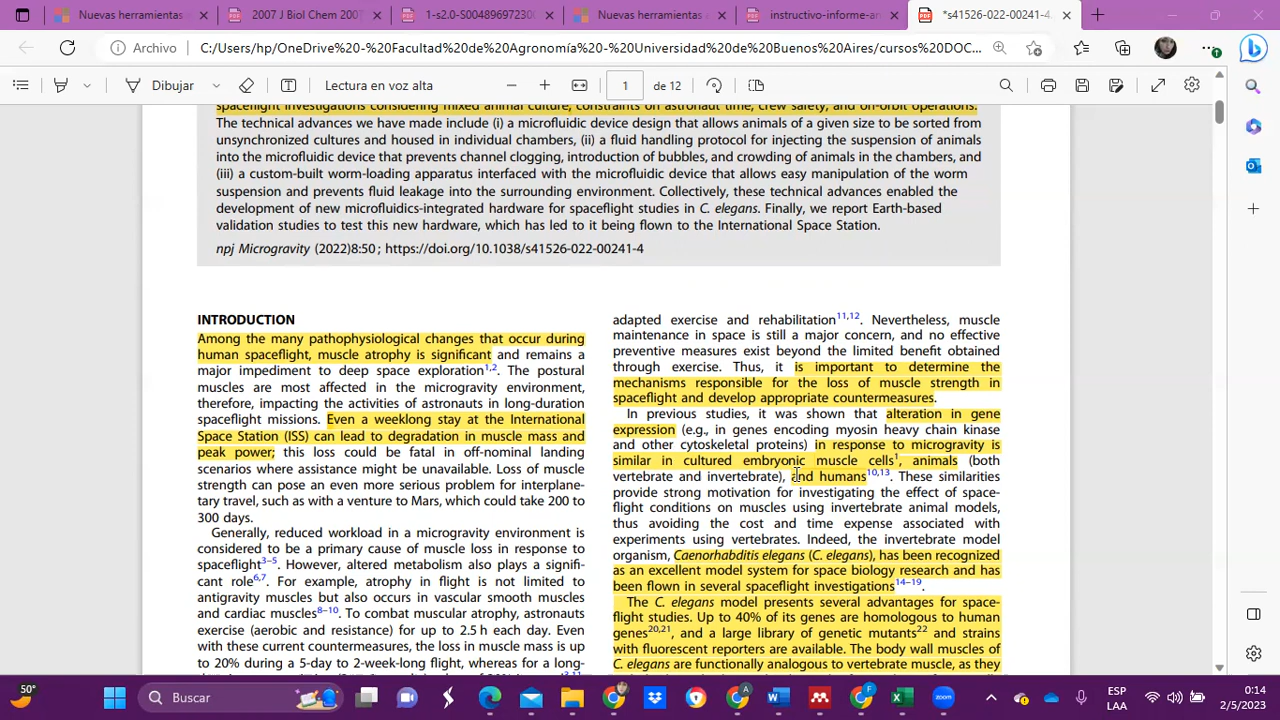 Nuevas herramientas
2007 J Biol Chem 2007
1-s2.0-S004896972300
Nuevas herramientas e
instructivo-informe-an
*s41526-022-00241-4.
Archivo
C:/Users/hp/OneDrive%20-%20Facultad%20de%20Agronomía%20-%20Universidad%20de%20Buenos%20Aires/cursos%20DOC...
Dibujar
Lectura en voz alta
1
de 12
spaceflight investigations considering mixed animal culture, constraints on astronaut time, crew safety, and on-orbit operations.
The technical advances we have made include (i) a microfluidic device design that allows animals of a given size to be sorted from
unsynchronized cultures and housed in individual chambers, (ii) a fluid handling protocol for injecting the suspension of animals
into the microfluidic device that prevents channel clogging, introduction of bubbles, and crowding of animals in the chambers, and
(iii) a custom-built worm-loading apparatus interfaced with the microfluidic device that allows easy manipulation of the worm
suspension and prevents fluid leakage into the surrounding environment. Collectively, these technical advances enabled the
development of new microfluidics-integrated hardware for spaceflight studies in C. elegans. Finally, we report Earth-based
validation studies to test this new hardware, which has led to it being flown to the International Space Station.
npj Microgravity (2022)8:50 ; https://doi.org/10.1038/s41526-022-00241-4
INTRODUCTION
Among the many pathophysiological changes that occur during
human spaceflight, muscle atrophy is significant and remains a
major impediment to deep space exploration1,2. The postural
muscles are most affected in the microgravity environment,
therefore, impacting the activities of astronauts in long-duration
spaceflight missions. Even a weeklong stay at the International
Space Station (ISS) can lead to degradation in muscle mass and
peak power; this loss could be fatal in off-nominal landing
scenarios where assistance might be unavailable. Loss of muscle
strength can pose an even more serious problem for interplane-
tary travel, such as with a venture to Mars, which could take 200 to
300 days.
Generally, reduced workload in a microgravity environment is
considered to be a primary cause of muscle loss in response to
spaceflight3–5. However, altered metabolism also plays a signifi-
cant role6,7. For example, atrophy in flight is not limited to
antigravity muscles but also occurs in vascular smooth muscles
and cardiac muscles8–10. To combat muscular atrophy, astronauts
exercise (aerobic and resistance) for up to 2.5 h each day. Even
with these current countermeasures, the loss in muscle mass is up
to 20% during a 5-day to 2-week-long flight, whereas for a long-
adapted exercise and rehabilitation11,12. Nevertheless, muscle
maintenance in space is still a major concern, and no effective
preventive measures exist beyond the limited benefit obtained
through exercise. Thus, it is important to determine the
mechanisms responsible for the loss of muscle strength in
spaceflight and develop appropriate countermeasures.
In previous studies, it was shown that alteration in gene
expression (e.g., in genes encoding myosin heavy chain kinase
and other cytoskeletal proteins) in response to microgravity is
similar in cultured embryonic muscle cells1, animals (both
vertebrate and invertebrate), and humans10,13. These similarities
provide strong motivation for investigating the effect of space-
flight conditions on muscles using invertebrate animal models,
thus avoiding the cost and time expense associated with
experiments using vertebrates. Indeed, the invertebrate model
organism, Caenorhabditis elegans (C. elegans), has been recognized
as an excellent model system for space biology research and has
been flown in several spaceflight investigations14–19.
The C. elegans model presents several advantages for space-
flight studies. Up to 40% of its genes are homologous to human
genes20,21, and a large library of genetic mutants22 and strains
with fluorescent reporters are available. The body wall muscles of
C. elegans are functionally analogous to vertebrate muscle, as they
50°
Buscar
ESP
LAA
0:14
2/5/2023